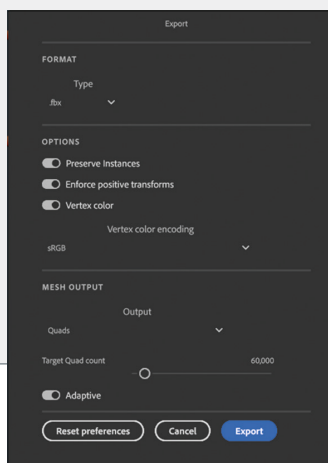 Export
FORMAT
Type
.fbx
OPTIONS
Preserve Instances
Enforce positive transforms
Vertex color
Vertex color encoding
sRGB
MESH OUTPUT
Output
Quads
Target Quad count 60,000
Adaptive
Reset preferences Cancel Export